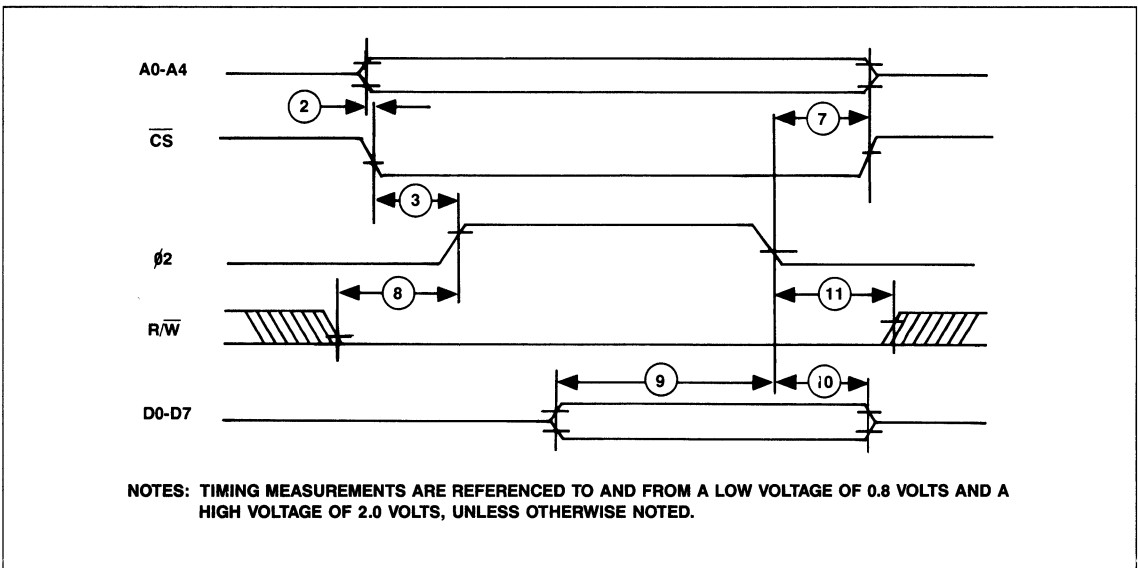 A0-A4
2
7
C̅S̅
3
ø2
8
11
R/W̅
9
10
D0-D7
NOTES: TIMING MEASUREMENTS ARE REFERENCED TO AND FROM A LOW VOLTAGE OF 0.8 VOLTS AND A
HIGH VOLTAGE OF 2.0 VOLTS, UNLESS OTHERWISE NOTED.